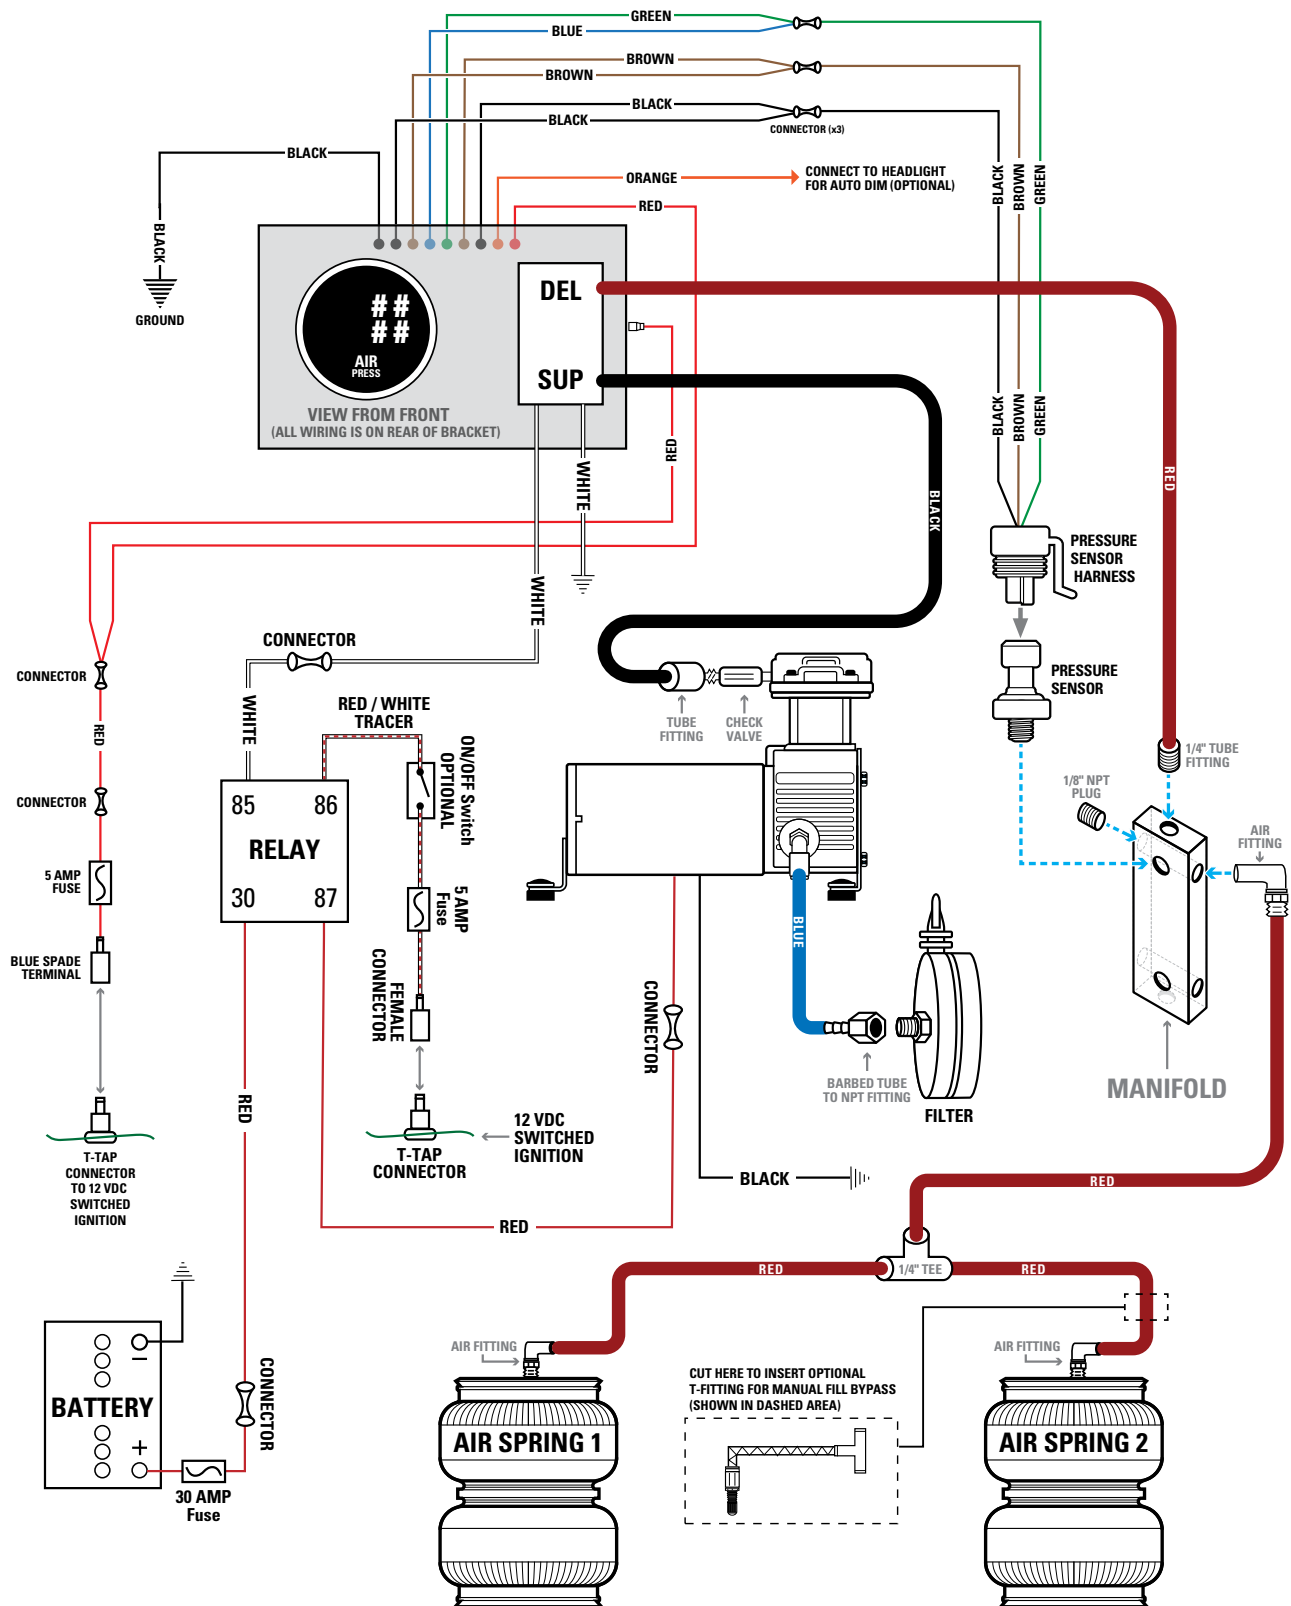 GREEN
BLUE
BROWN
BROWN
BLACK
BLACK
CONNECTOR (x3)
BLACK
ORANGE
CONNECT TO HEADLIGHT
FOR AUTO DIM (OPTIONAL)
RED
BLACK
BROWN
GREEN
BLACK
GROUND
##
##
AIR
PRESS
DEL
SUP
VIEW FROM FRONT
(ALL WIRING IS ON REAR OF BRACKET)
RED
WHITE
BLACK
BLACK
BROWN
GREEN
RED
PRESSURE
SENSOR
HARNESS
WHITE
CONNECTOR
CONNECTOR
WHITE
RED / WHITE
TRACER
ON/OFF Switch
OPTIONAL
TUBE
FITTING
CHECK
VALVE
PRESSURE
SENSOR
1/4" TUBE
FITTING
1/8" NPT
PLUG
AIR
FITTING
RED
CONNECTOR
85
86
RELAY
30
87
5 AMP
FUSE
5 AMP
Fuse
BLUE SPADE
TERMINAL
FEMALE
CONNECTOR
CONNECTOR
BLUE
BARBED TUBE
TO NPT FITTING
FILTER
MANIFOLD
RED
T-TAP
CONNECTOR
TO 12 VDC
SWITCHED
IGNITION
T-TAP
CONNECTOR
12 VDC
SWITCHED
IGNITION
BLACK
RED
RED
RED
1/4" TEE
RED
BATTERY
–
+
CONNECTOR
30 AMP
Fuse
AIR FITTING
AIR FITTING
CUT HERE TO INSERT OPTIONAL
T-FITTING FOR MANUAL FILL BYPASS
(SHOWN IN DASHED AREA)
AIR SPRING 1
AIR SPRING 2